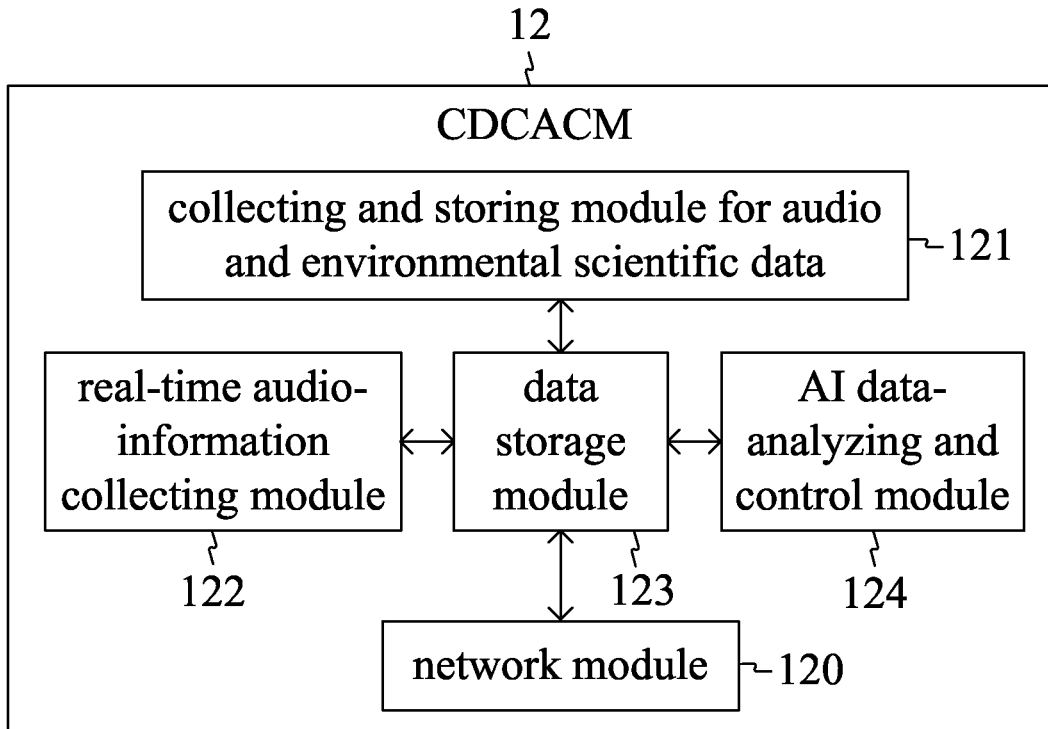 12
CDCACM
collecting and storing module for audio
and environmental scientific data
121
real-time audio-
information
collecting module
122
data
storage
module
123
AI data-
analyzing and
control module
124
network module
120